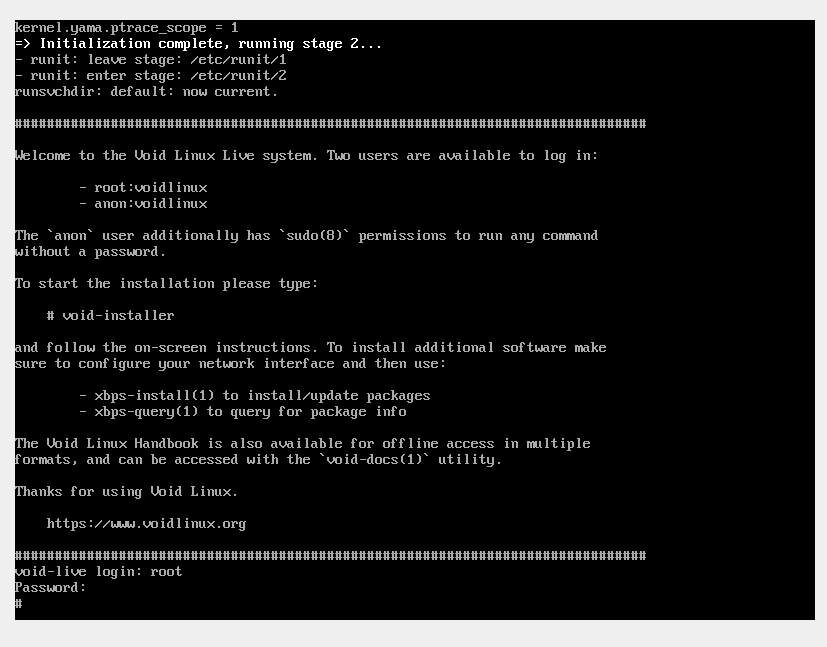 kernel.yama.ptrace_scope = 1
=> Initialization complete, running stage 2...
- runit: leave stage: /etc/runit/1
- runit: enter stage: /etc/runit/2
runsvchdir: default: now current.
###############################################################################
Welcome to the Void Linux Live system. Two users are available to log in:
- root:voidlinux
- anon:voidlinux
The `anon` user additionally has `sudo(8)` permissions to run any command
without a password.
To start the installation please type:
# void-installer
and follow the on-screen instructions. To install additional software make
sure to configure your network interface and then use:
- xbps-install(1) to install/update packages
- xbps-query(1) to query for package info
The Void Linux Handbook is also available for offline access in multiple
formats, and can be accessed with the `void-docs(1)` utility.
Thanks for using Void Linux.
https://www.voidlinux.org
###############################################################################
void-live login: root
Password:
#